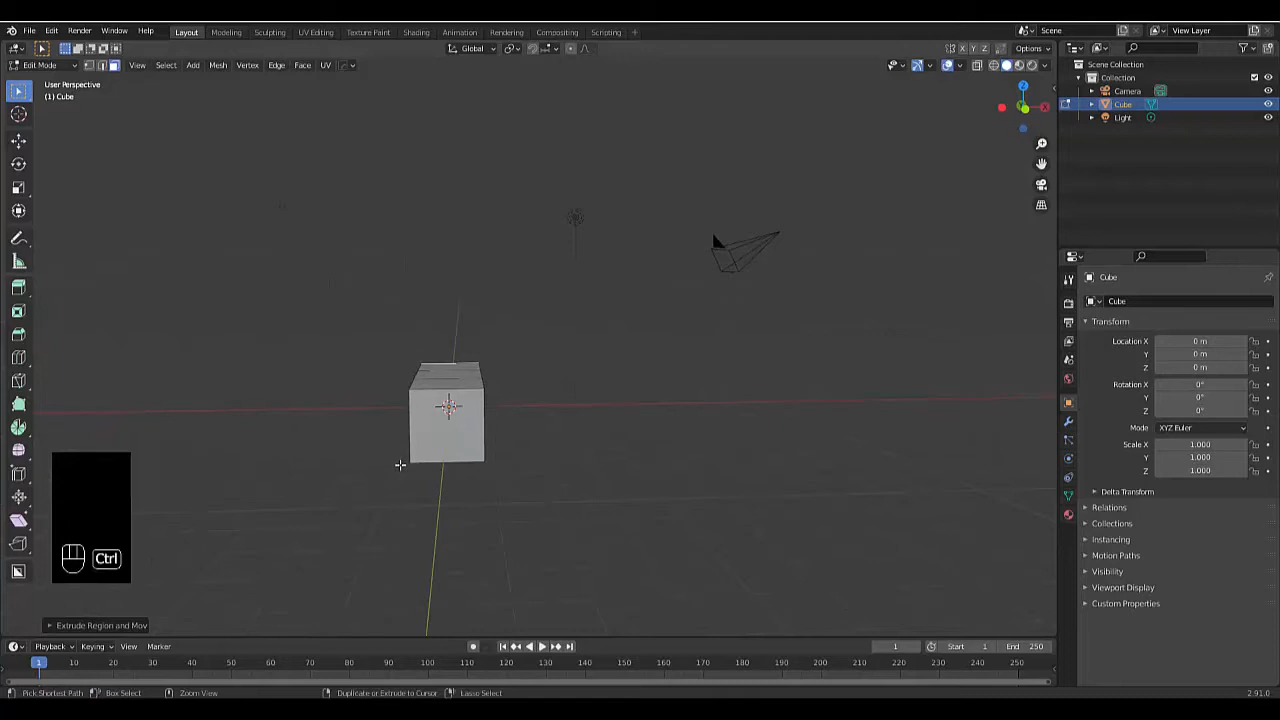 File Edit Render Window Help Layout Modeling Sculpting UV Editing Texture Paint Shading Animation Rendering Compositing Scripting Scene View Layer
Global X Y Z Options
Edit Mode View Select Add Mesh Vertex Edge Face UV
User Perspective
(1) Cube
Z
X
Scene Collection
Collection
Camera
Cube
Light
Cube
Cube
Transform
Location X 0 m
Y 0 m
Z 0 m
Rotation X 0°
Y 0°
Z 0°
Mode XYZ Euler
Scale X 1.000
Y 1.000
Z 1.000
Delta Transform
Relations
Collections
Instancing
Motion Paths
Visibility
Viewport Display
Custom Properties
Ctrl
Extrude Region and Mov
Playback Keying View Marker 1 Start 1 End 250
1 10 20 30 40 50 60 70 80 90 100 110 120 130 140 150 160 170 180 190 200 210 220 230 240 250
Pick Shortest Path Box Select Zoom View Duplicate or Extrude to Cursor Lasso Select 2.91.0